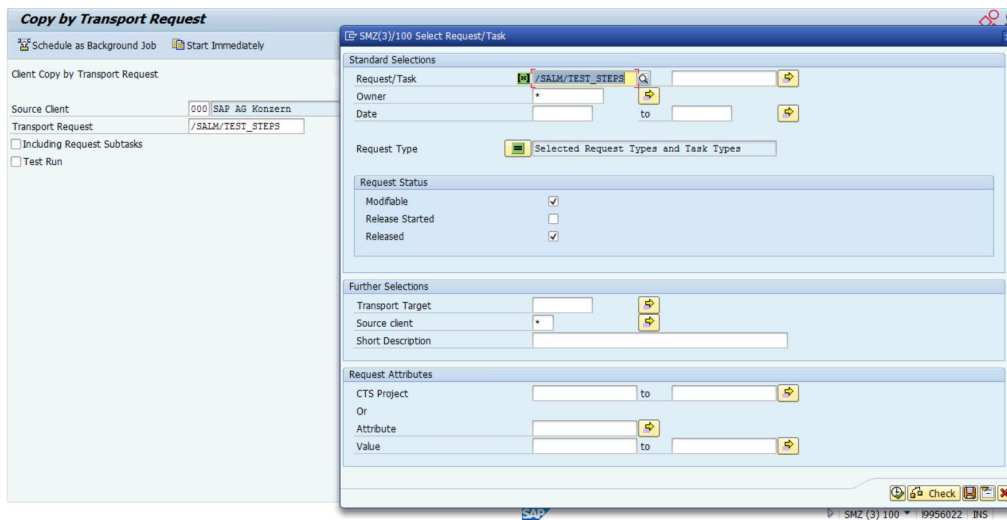 Copy by Transport Request
Schedule as Background Job Start Immediately
Client Copy by Transport Request
Source Client 000 SAP AG Konzern
Transport Request /SALM/TEST_STEPS
Including Request Subtasks
Test Run
SMZ(3)/100 Select Request/Task
Standard Selections
Request/Task /SALM/TEST_STEPS
Owner *
Date to
Request Type Selected Request Types and Task Types
Request Status
Modifiable
Release Started
Released
Further Selections
Transport Target
Source client *
Short Description
Request Attributes
CTS Project to
Or
Attribute
Value to
Check
SAP SMZ (3) 100 I9956022 INS